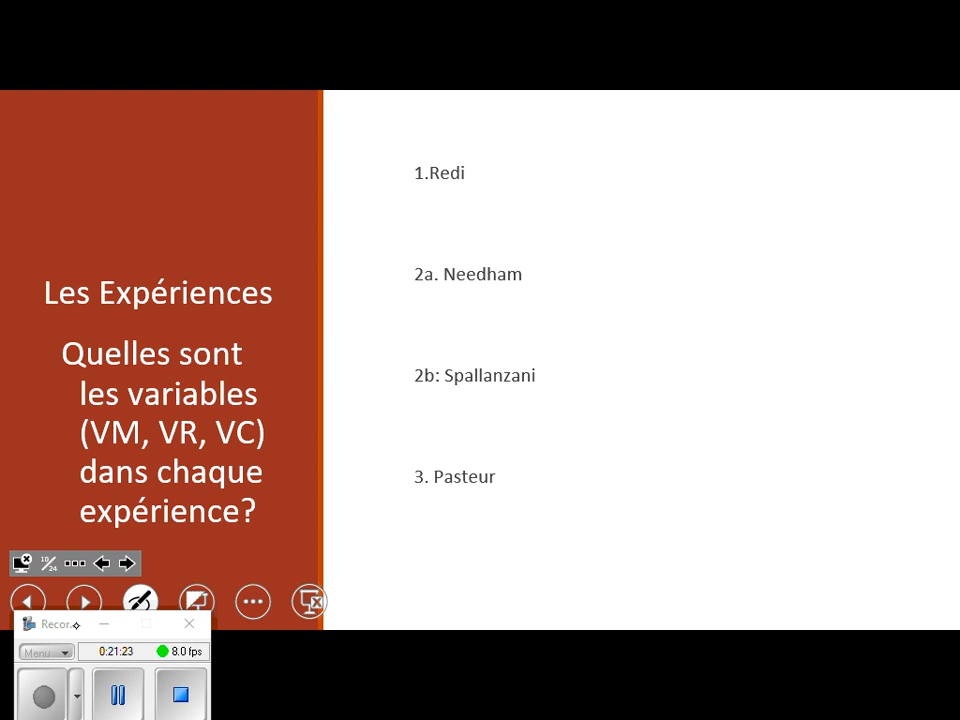 1.Redi
2a. Needham
2b: Spallanzani
3. Pasteur
Les Expériences
Quelles sont
les variables
(VM, VR, VC)
dans chaque
expérience?
10/24
Recor...
Menu
0:21:23
8.0 fps